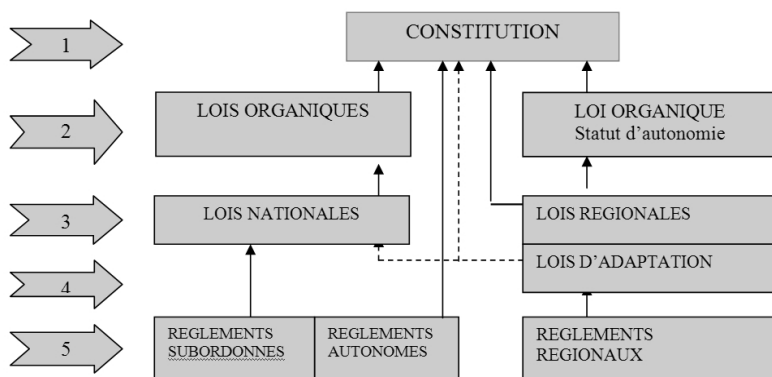 1
CONSTITUTION
2
LOIS ORGANIQUES
LOI ORGANIQUE
Statut d'autonomie
3
LOIS NATIONALES
LOIS REGIONALES
4
LOIS D'ADAPTATION
5
REGLEMENTS
SUBORDONNES
REGLEMENTS
AUTONOMES
REGLEMENTS
REGIONAUX